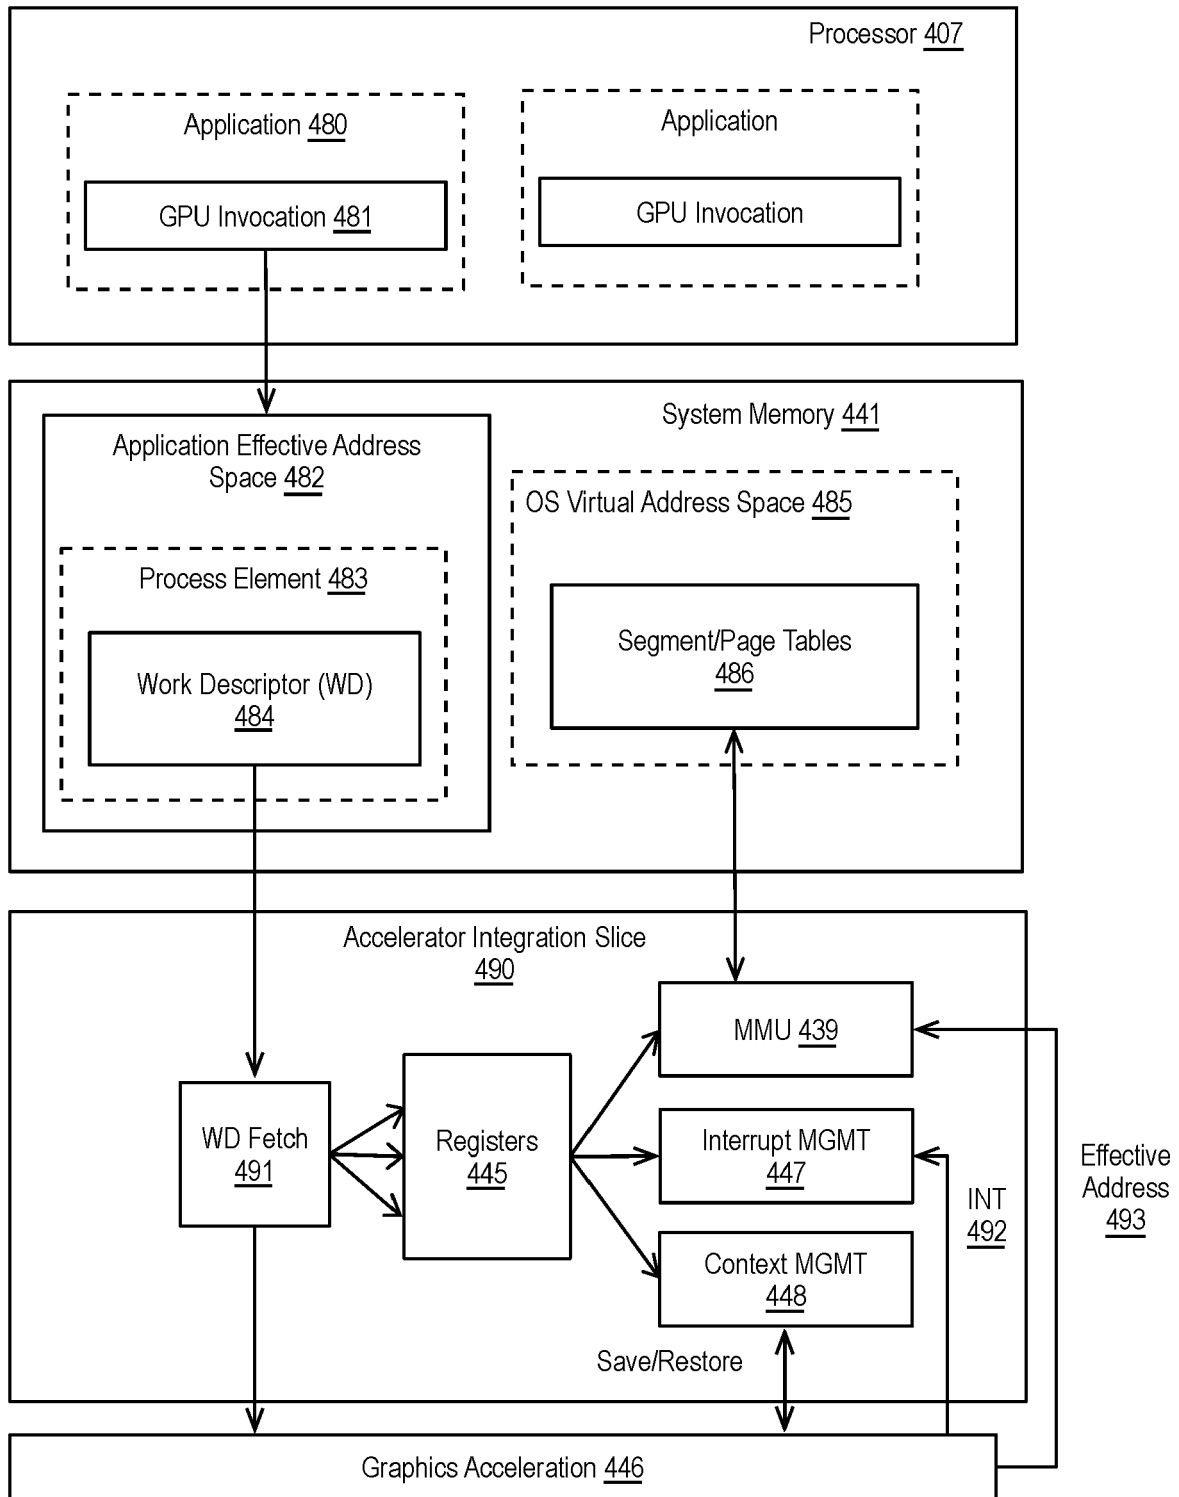 Processor 407
Application 480
Application
GPU Invocation 481
GPU Invocation
System Memory 441
Application Effective Address
Space 482
OS Virtual Address Space 485
Process Element 483
Segment/Page Tables
486
Work Descriptor (WD)
484
Accelerator Integration Slice
490
MMU 439
WD Fetch
491
Registers
445
Interrupt MGMT
447
Effective
Address
493
INT
492
Context MGMT
448
Save/Restore
Graphics Acceleration 446